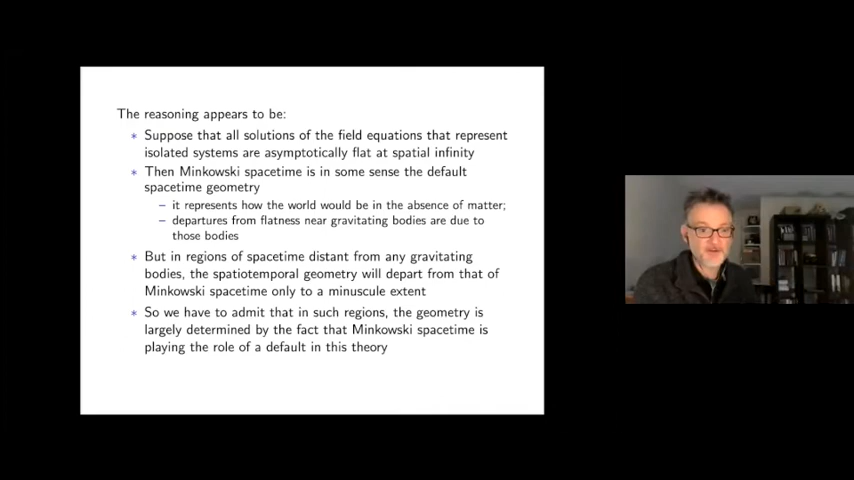 The reasoning appears to be:
* Suppose that all solutions of the field equations that represent
isolated systems are asymptotically flat at spatial infinity
* Then Minkowski spacetime is in some sense the default
spacetime geometry
– it represents how the world would be in the absence of matter;
– departures from flatness near gravitating bodies are due to
those bodies
* But in regions of spacetime distant from any gravitating
bodies, the spatiotemporal geometry will depart from that of
Minkowski spacetime only to a minuscule extent
* So we have to admit that in such regions, the geometry is
largely determined by the fact that Minkowski spacetime is
playing the role of a default in this theory